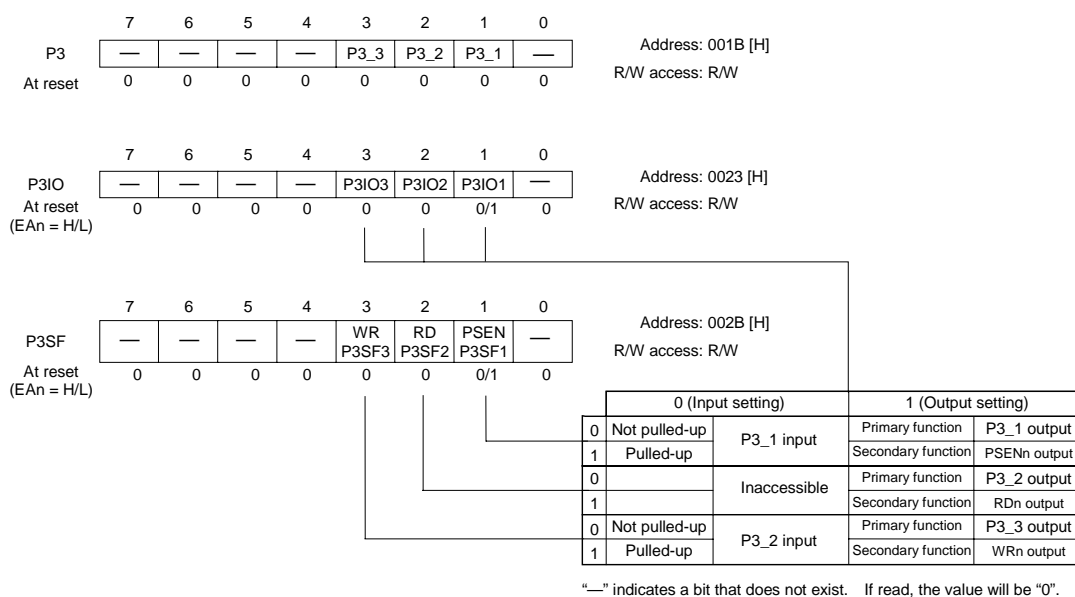 7 6 5 4 3 2 1 0
P3 — — — — P3_3 P3_2 P3_1 —
At reset 0 0 0 0 0 0 0 0
Address: 001B [H]
R/W access: R/W
7 6 5 4 3 2 1 0
P3IO — — — — P3IO3 P3IO2 P3IO1 —
At reset 0 0 0 0 0 0 0/1 0
(EAn = H/L)
Address: 0023 [H]
R/W access: R/W
7 6 5 4 3 2 1 0
WR RD PSEN
P3SF — — — — P3SF3 P3SF2 P3SF1 —
At reset 0 0 0 0 0 0 0/1 0
(EAn = H/L)
Address: 002B [H]
R/W access: R/W
0 (Input setting) 1 (Output setting)
0 Not pulled-up P3_1 input Primary function P3_1 output
1 Pulled-up Secondary function PSENn output
0 Inaccessible Primary function P3_2 output
1 Secondary function RDn output
0 Not pulled-up P3_2 input Primary function P3_3 output
1 Pulled-up Secondary function WRn output
“—” indicates a bit that does not exist. If read, the value will be “0”.